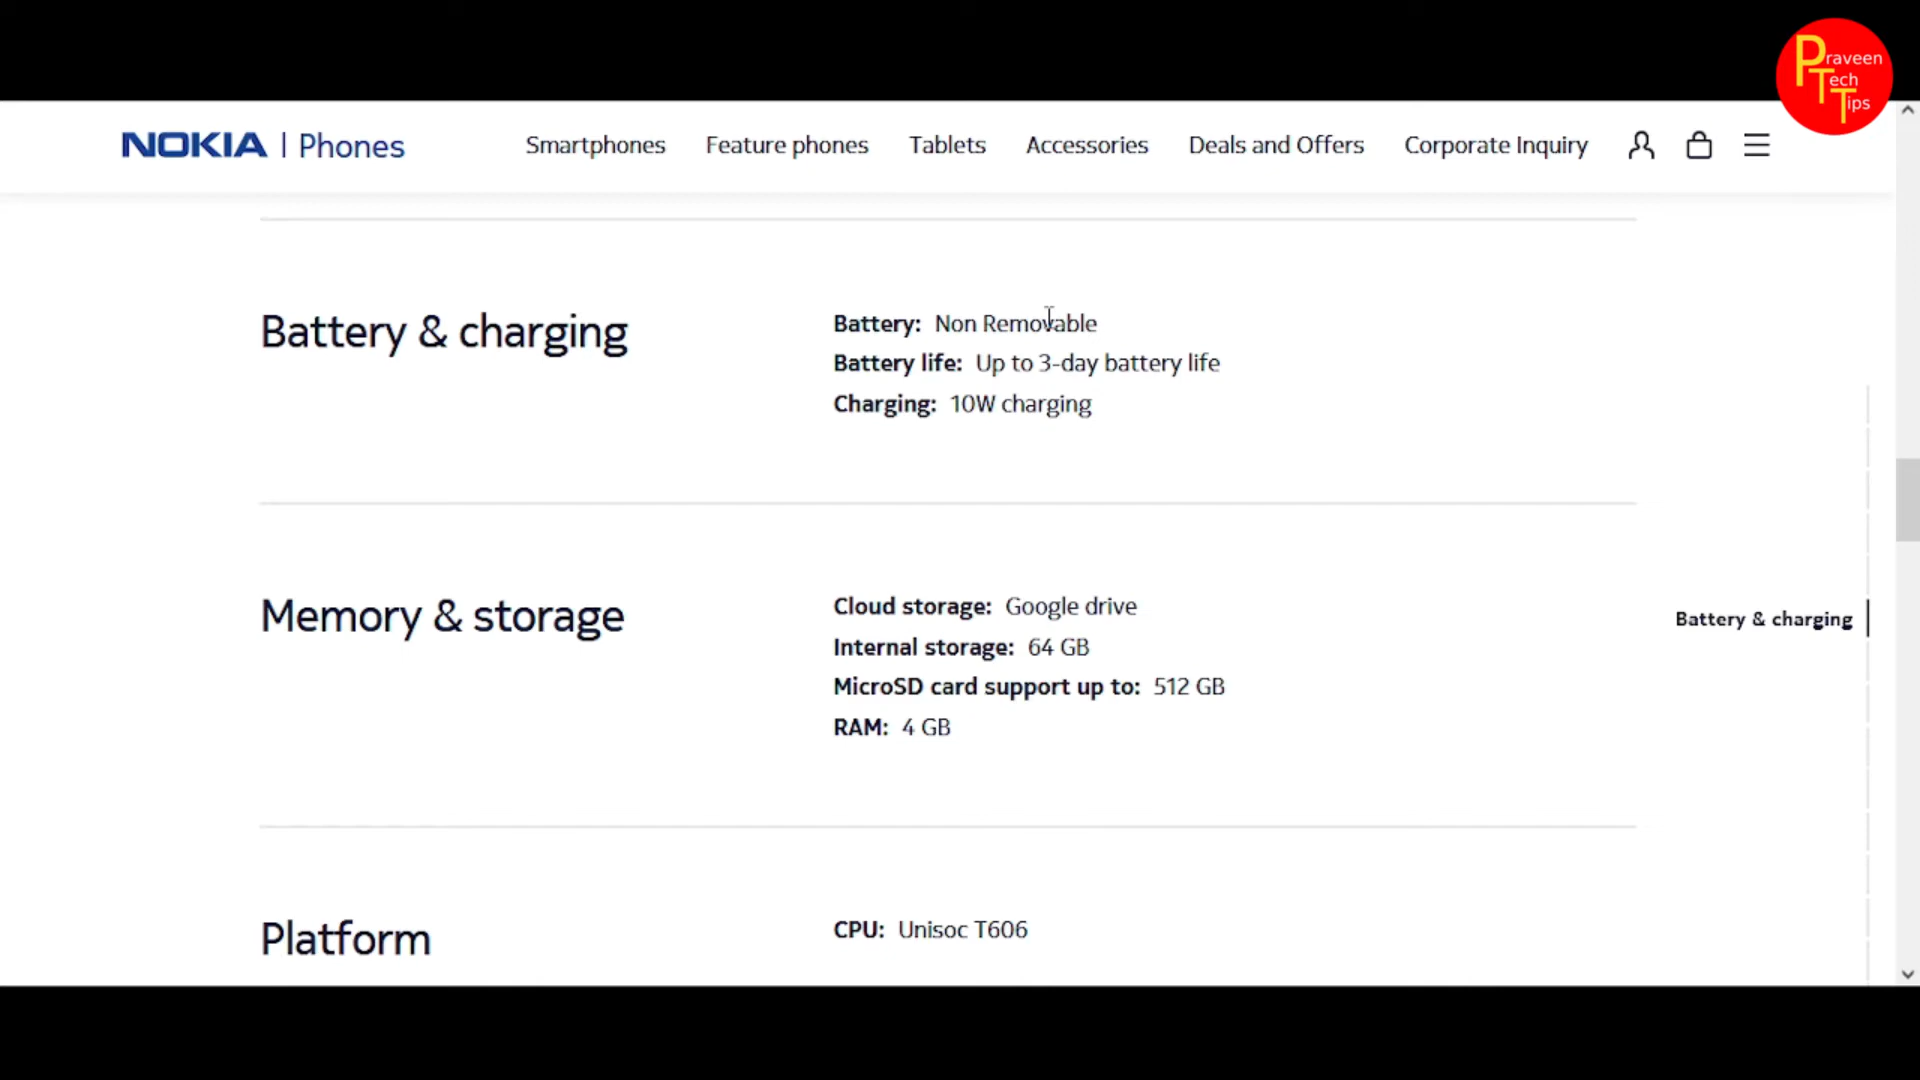 Praveen
Tech
Tips
NOKIA | Phones
Smartphones
Feature phones
Tablets
Accessories
Deals and Offers
Corporate Inquiry
Battery & charging
Battery: Non Removable
Battery life: Up to 3-day battery life
Charging: 10W charging
Memory & storage
Cloud storage: Google drive
Internal storage: 64 GB
MicroSD card support up to: 512 GB
RAM: 4 GB
Battery & charging
Platform
CPU: Unisoc T606